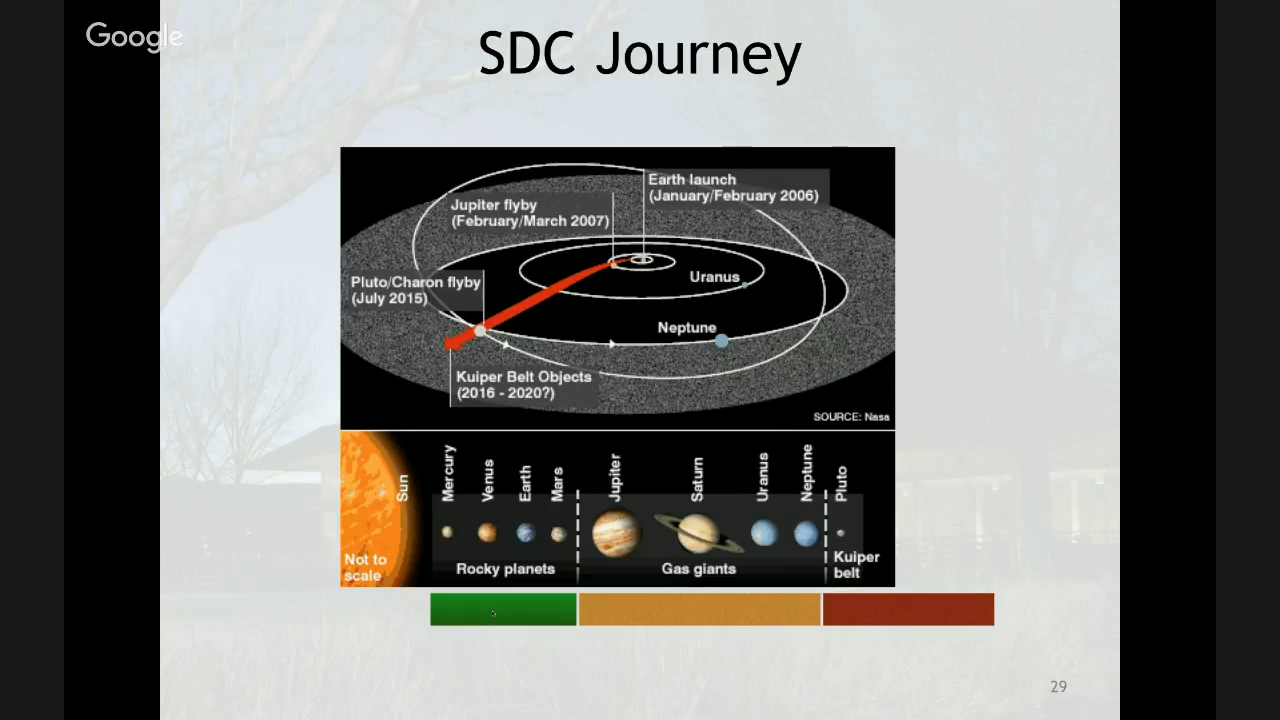 Google
SDC Journey
Earth launch
(January/February 2006)
Jupiter flyby
(February/March 2007)
Pluto/Charon flyby
(July 2015)
Uranus
Neptune
Kuiper Belt Objects
(2016 - 2020?)
SOURCE: Nasa
Sun
Mercury
Venus
Earth
Mars
Jupiter
Saturn
Uranus
Neptune
Pluto
Not to
scale
Rocky planets
Gas giants
Kuiper
belt
29